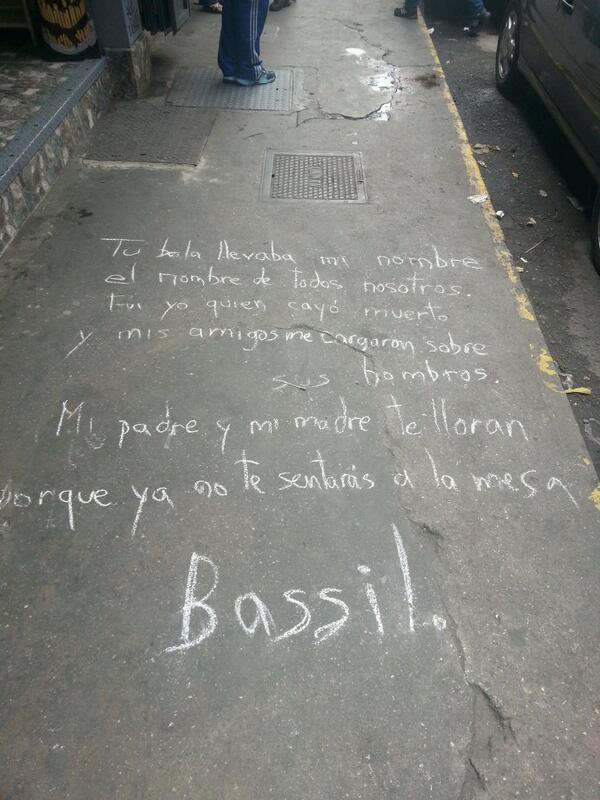 Tu bala llevaba mi nombre
el nombre de todos nosotros.
Fui yo quien cayó muerto
y mis amigos me cargaron sobre
sus hombros.
Mi padre y mi madre te lloran
porque ya no te sentarás a la mesa
Bassil.